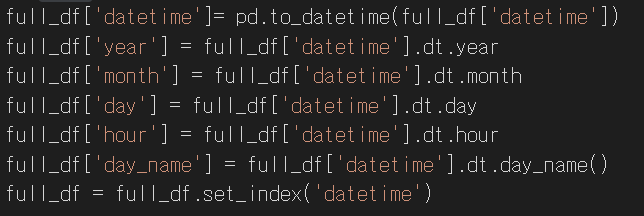 full_df['datetime']= pd.to_datetime(full_df['datetime'])
full_df['year'] = full_df['datetime'].dt.year
full_df['month'] = full_df['datetime'].dt.month
full_df['day'] = full_df['datetime'].dt.day
full_df['hour'] = full_df['datetime'].dt.hour
full_df['day_name'] = full_df['datetime'].dt.day_name()
full_df = full_df.set_index('datetime')